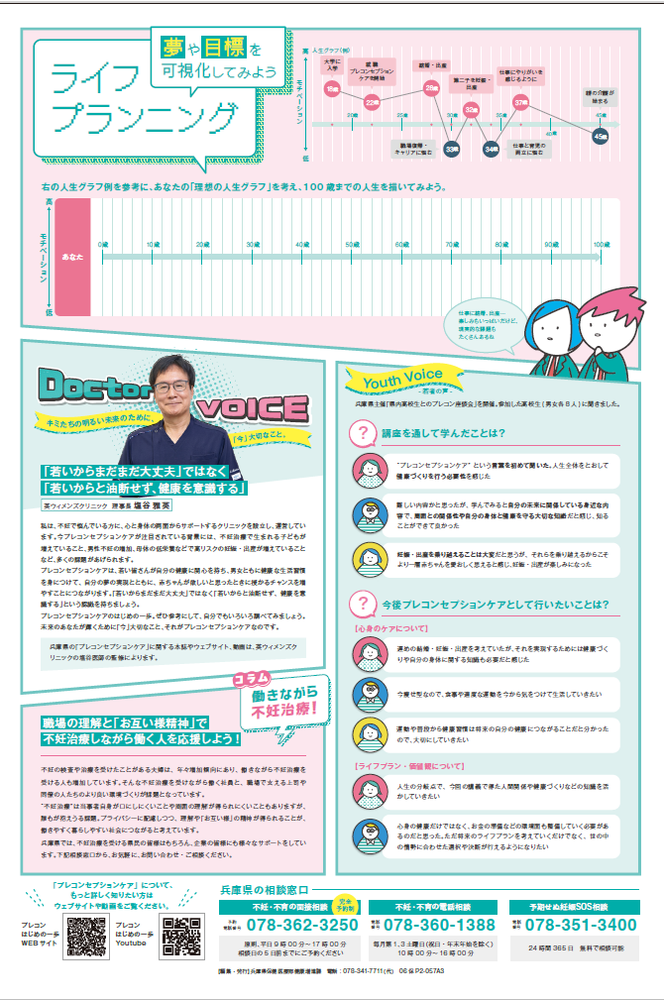 夢や目標を
可視化してみよう
ライフ
プランニング
人生グラフ(例)
高
モチベーション
低
大学に
入学
就職
プレコンセプション
ケアを開始
結婚・出産
第二子を妊娠・
出産
仕事にやりがいを
感じるように
親の介護が
始まる
18歳
22歳
28歳
32歳
37歳
33歳
34歳
45歳
20歳
25歳
30歳
35歳
40歳
45歳
職場復帰・
キャリアに悩む
仕事と育児の
両立に悩む
右の人生グラフ例を参考に、あなたの「理想の人生グラフ」を考え、100歳までの人生を描いてみよう。
高
モチベーション
低
あなた
0歳
10歳
20歳
30歳
40歳
50歳
60歳
70歳
80歳
90歳
100歳
仕事に結婚、出産…
楽しみもいっぱいだけど、
現実的な課題も
たくさんあるね
Doctor
VOICE
キミたちの明るい未来のために、
「今」大切なこと。
「若いからまだまだ大丈夫」ではなく
「若いからと油断せず、健康を意識する」
英ウィメンズクリニック 理事長 塩谷 雅英
私は、不妊で悩んでいる方に、心と身体の両面からサポートするクリニックを設立し、運営しています。今プレコンセプションケアが注目されている背景には、不妊治療で生まれる子どもが
増えていること、男性不妊の増加、母体の低栄養などで高リスクの妊娠・出産が増えていること
など、多くの課題があげられます。
プレコンセプションケアは、若い皆さんが自分の健康に関心を持ち、男女ともに健康な生活習慣
を身につけて、自分の夢の実現とともに、赤ちゃんが欲しいと思ったときに授かるチャンスを増
やすことにつながります。「若いからまだまだ大丈夫」ではなく「若いからと油断せず、健康を意
識する」という認識を持ちましょう。
プレコンセプションケアのはじめの一歩。ぜひ参考にして、自分でもいろいろ調べてみましょう。
未来のあなたが輝くために「今」大切なこと、それがプレコンセプションケアなのです。
兵庫県の「プレコンセプションケア」に関する本誌やウェブサイト、動画は、英ウィメンズク
リニックの塩谷医師の監修によります。
コラム
働きながら
不妊治療!
職場の理解と「お互い様精神」で
不妊治療しながら働く人を応援しよう!
不妊の検査や治療を受けたことがある夫婦は、年々増加傾向にあり、働きながら不妊治療を
受ける人も増加しています。そんな不妊治療を受けながら働く社員と、職場で支える上司や
同僚の人たちのより良い環境づくりが課題となっています。
“不妊治療”は当事者自身が口にしにくいことや周囲の理解が得られにくいこともありますが、
誰もが抱えうる課題。プライバシーに配慮しつつ、理解や「お互い様」の精神が得られることが、
働きやすく暮らしやすい社会につながると考えています。
兵庫県では、不妊治療を受ける県民の皆様はもちろん、企業の皆様にも様々なサポートをしていま
す。下記相談窓口から、お気軽に、お問い合わせ・ご相談ください。
Youth Voice
- 若者の声 -
兵庫県主催「県内高校生とのプレコン座談会」を開催。参加した高校生(男女各8人)に聞きました。
? 講座を通して学んだことは?
“プレコンセプションケア”という言葉を初めて聞いた。人生全体をとおして
健康づくりを行う必要性を感じた
難しい内容かと思ったが、学んでみると自分の未来に関係している身近な内
容で、周囲との関係性や自分の身体と健康を守る大切な知識だと感じ、知る
ことができて良かった
妊娠・出産を乗り越えることは大変だと思うが、それらを乗り越えるからこそ
より一層赤ちゃんを愛おしく思えると感じ、妊娠・出産が楽しみになった
? 今後プレコンセプションケアとして行いたいことは?
【心身のケアについて】
遅めの結婚・妊娠・出産を考えていたが、それを実現するためには健康づく
りや自分の身体に関する知識も必要だと感じた
今痩せ型なので、食事や適度な運動を今から気をつけて生活していきたい
運動や普段から健康習慣は将来の自分の健康につながることだと分かった
ので、大切にしていきたい
【ライフプラン・価値観について】
人生の分岐点で、今回の講義で得た人間関係や健康づくりなどの知識を活
かしていきたい
心身の健康だけではなく、お金の準備などの環境面も整備していく必要があ
るのだと思った。ただ将来のライフプランを考えていくだけでなく、世の中
の情勢に合わせた選択や決断が行えるようになりたい
「プレコンセプションケア」について、
もっと詳しく知りたい方は
ウェブサイトや動画をご覧ください。
プレコン
はじめの一歩
WEBサイト
プレコン
はじめの一歩
Youtube
兵庫県の相談窓口
完全
予約制
不妊・不育の面接相談
予約
電話番号
078-362-3250
原則、平日9時00分〜17時00分
相談日の5日前までにご予約ください
不妊・不育の電話相談
電話
番号
078-360-1388
毎月第1,3土曜日(祝日・年末年始を除く)
10時00分〜16時00分
予期せぬ妊娠SOS相談
電話
番号
078-351-3400
24時間365日 無料で相談可能
[編集・発行]兵庫県保健医療部健康増進課 電話:078-341-7711(代) 06保P2-057A3